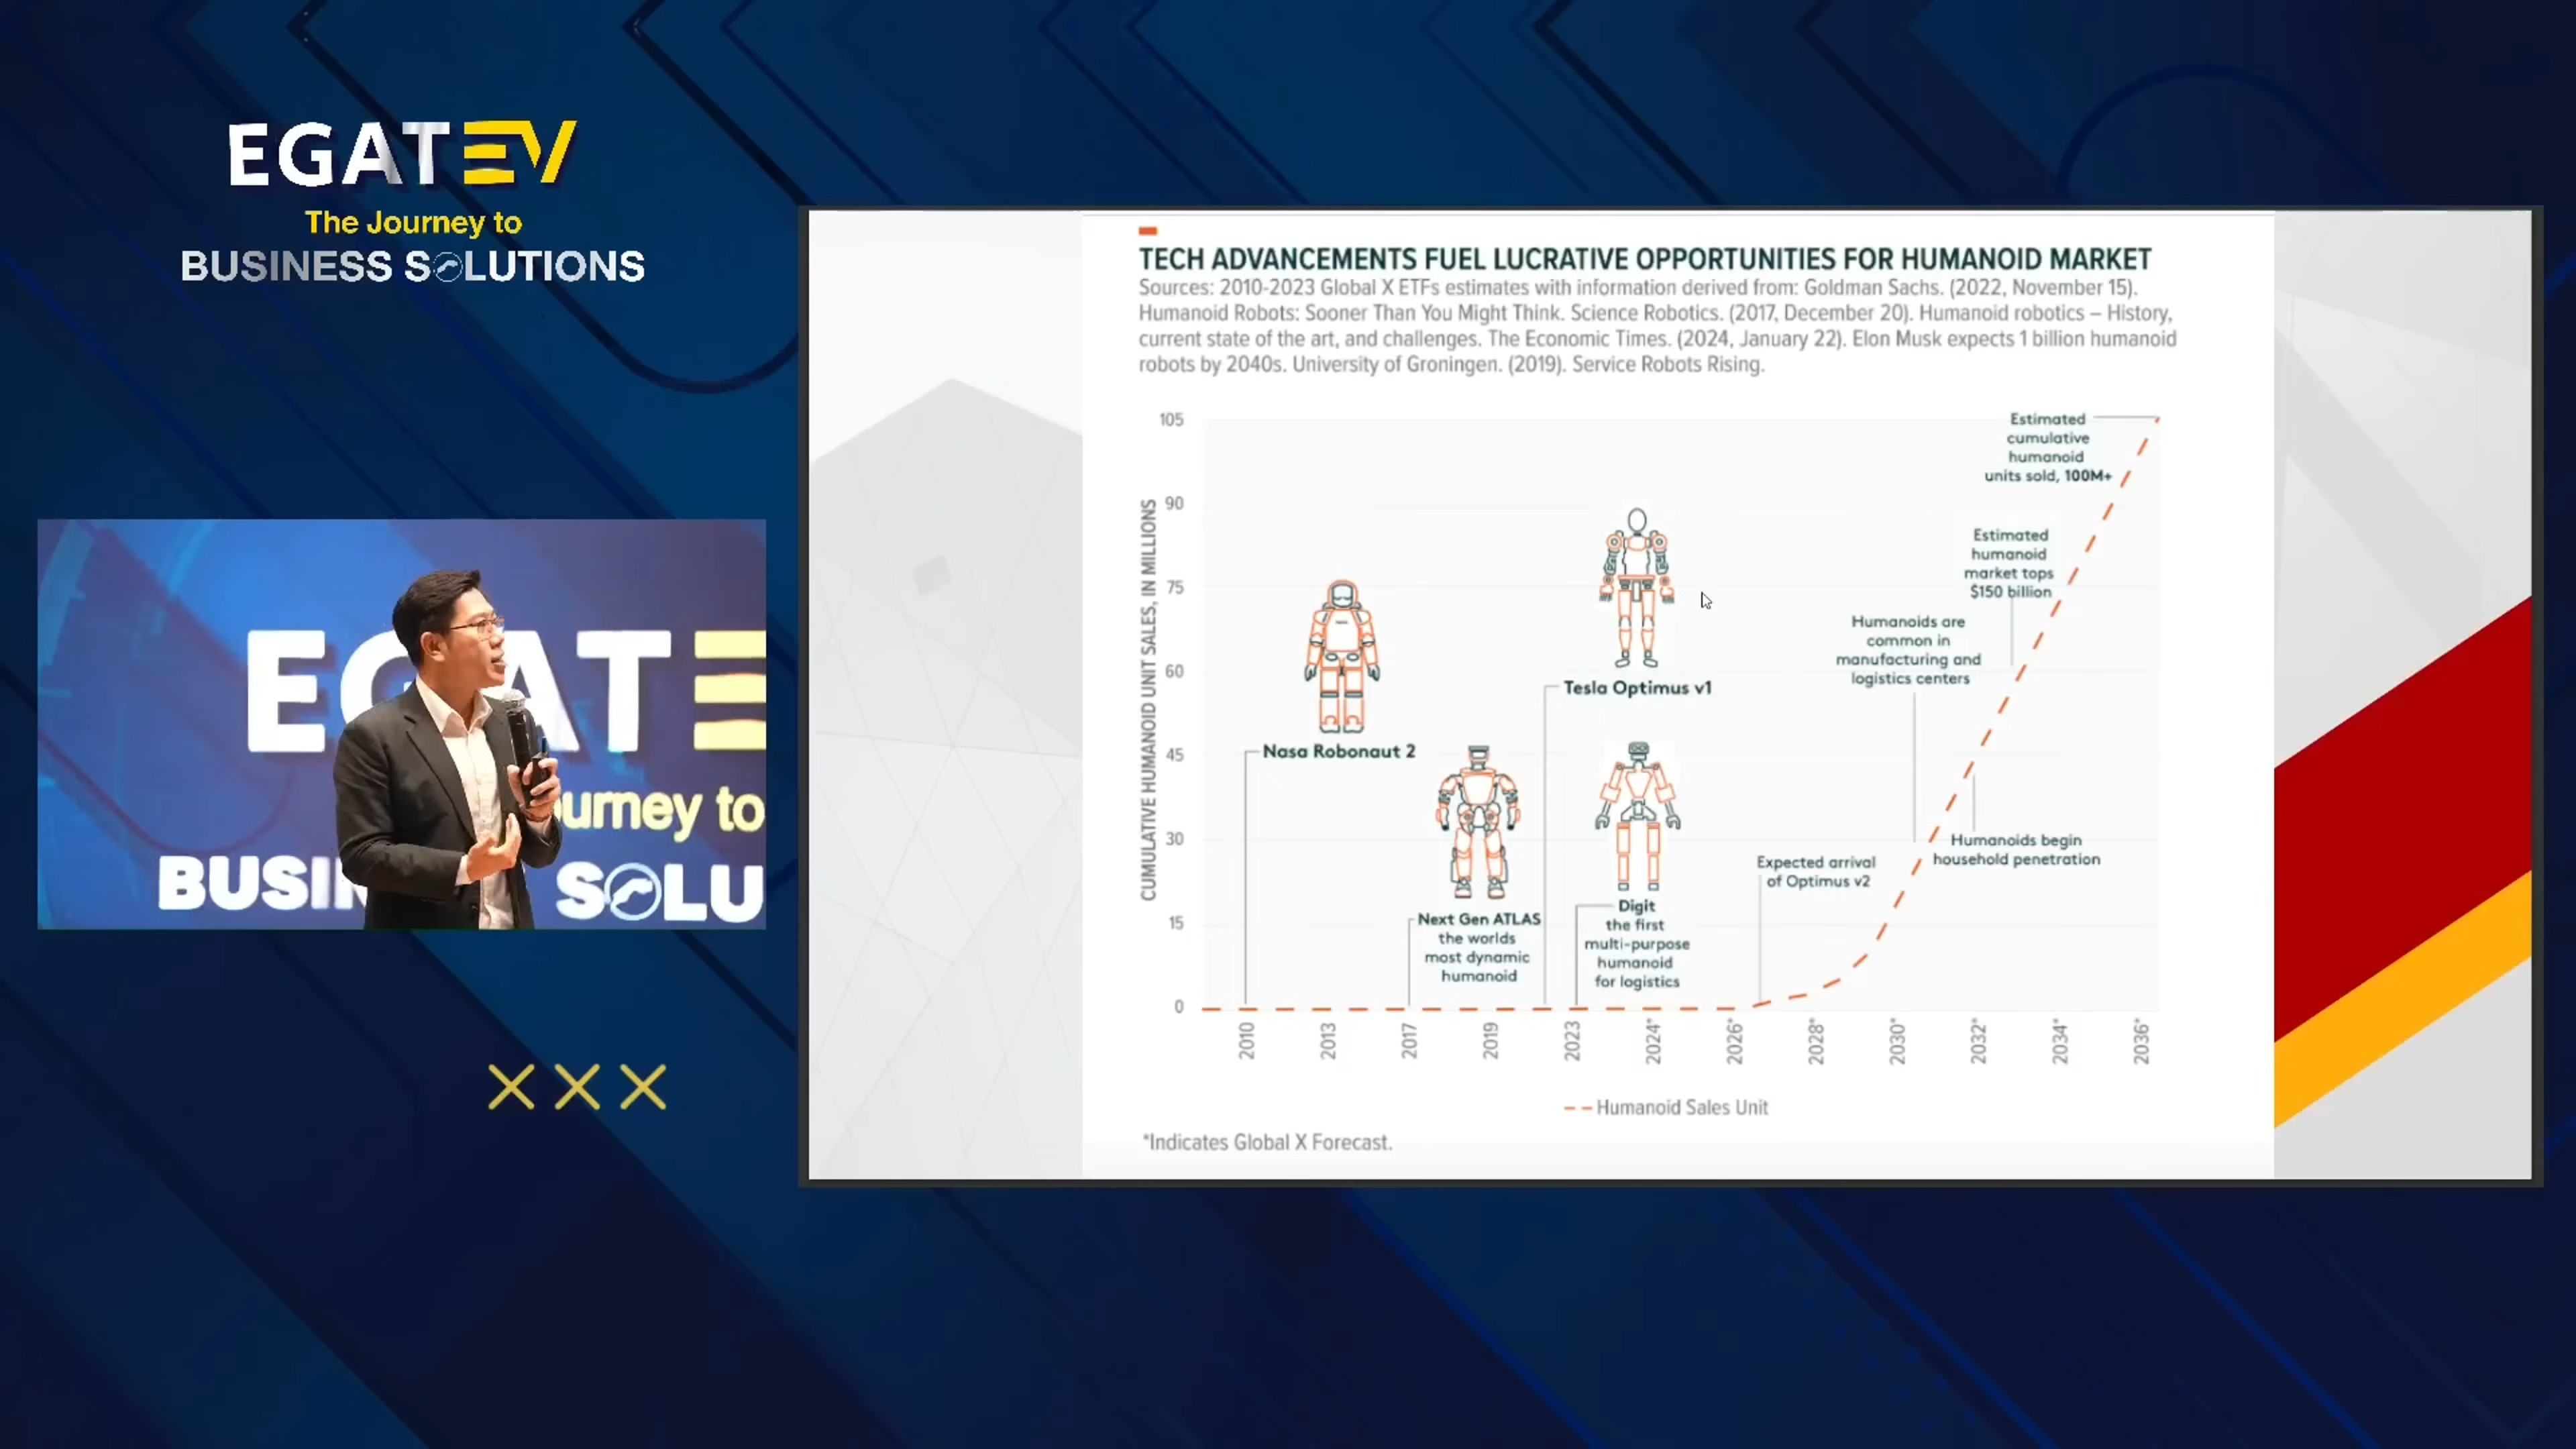 EGATEV
The Journey to
BUSINESS SOLUTIONS
EGATE
urney to
BUSIN SOLU
TECH ADVANCEMENTS FUEL LUCRATIVE OPPORTUNITIES FOR HUMANOID MARKET
Sources: 2010-2023 Global X ETFs estimates with information derived from: Goldman Sachs. (2022, November 15).
Humanoid Robots: Sooner Than You Might Think. Science Robotics. (2017, December 20). Humanoid robotics – History,
current state of the art, and challenges. The Economic Times. (2024, January 22). Elon Musk expects 1 billion humanoid
robots by 2040s. University of Groningen. (2019). Service Robots Rising.
CUMULATIVE HUMANOID UNIT SALES, IN MILLIONS
105
90
75
60
45
30
15
0
Nasa Robonaut 2
Next Gen ATLAS
the worlds
most dynamic
humanoid
Tesla Optimus v1
Digit
the first
multi-purpose
humanoid
for logistics
Expected arrival
of Optimus v2
Humanoids are
common in
manufacturing and
logistics centers
Humanoids begin
household penetration
Estimated
humanoid
market tops
$150 billion
Estimated
cumulative
humanoid
units sold, 100M+
2010
2013
2017
2019
2023
2024*
2026*
2028*
2030*
2032*
2034*
2036*
Humanoid Sales Unit
*Indicates Global X Forecast.